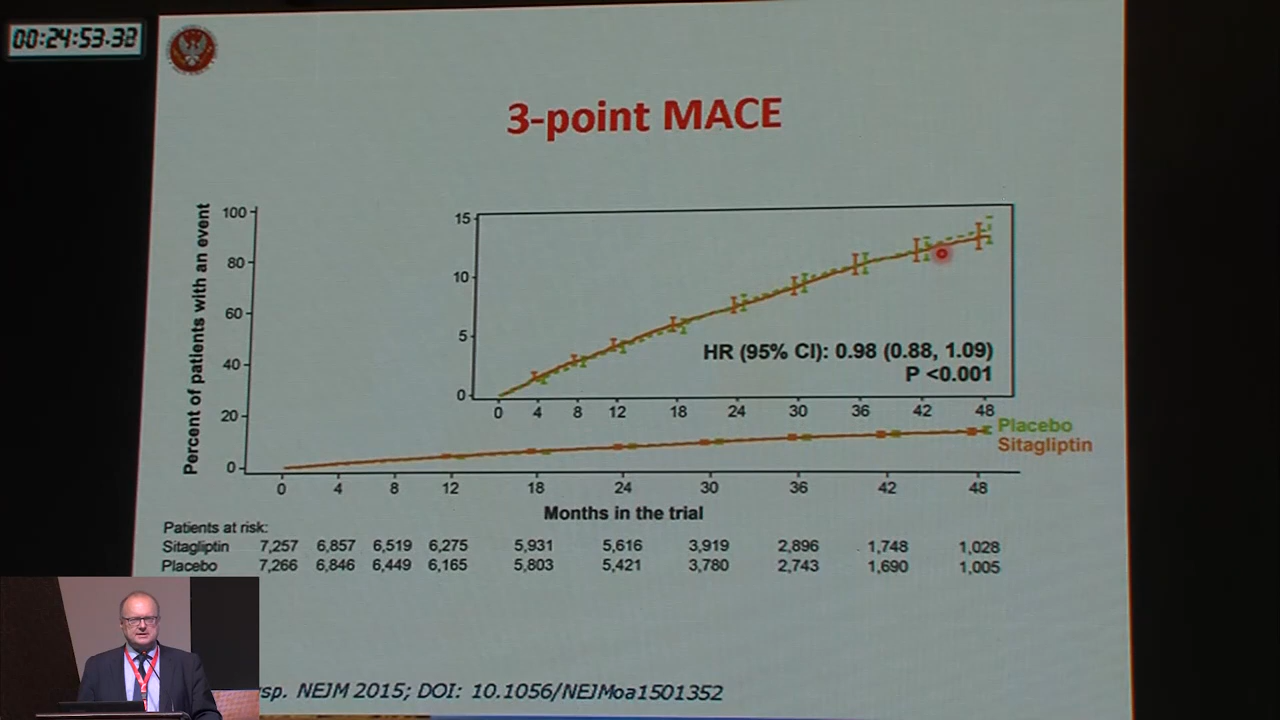 00:24:53.38
3-point MACE
Percent of patients with an event
100
80
60
40
20
0
15
10
5
0
HR (95% CI): 0.98 (0.88, 1.09)
P <0.001
0 4 8 12 18 24 30 36 42 48
Placebo
Sitagliptin
0 4 8 12 18 24 30 36 42 48
Months in the trial
Patients at risk:
Sitagliptin 7,257 6,857 6,519 6,275 5,931 5,616 3,919 2,896 1,748 1,028
Placebo 7,266 6,846 6,449 6,165 5,803 5,421 3,780 2,743 1,690 1,005
sp. NEJM 2015; DOI: 10.1056/NEJMoa1501352